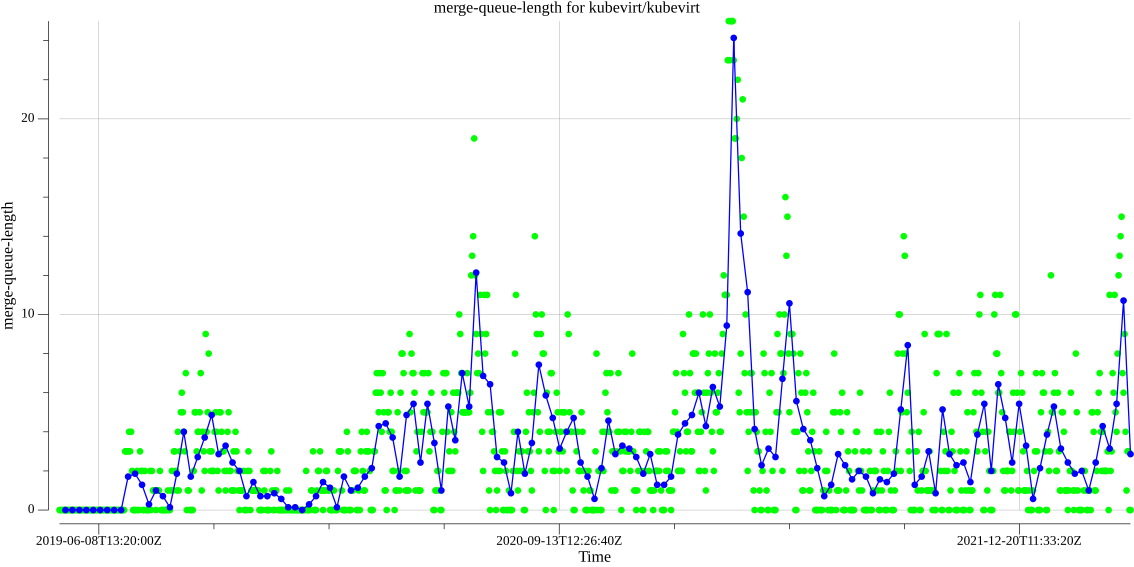 merge-queue-length for kubevirt/kubevirt
merge-queue-length
20
10
0
2019-06-08T13:20:00Z
2020-09-13T12:26:40Z
2021-12-20T11:33:20Z
Time